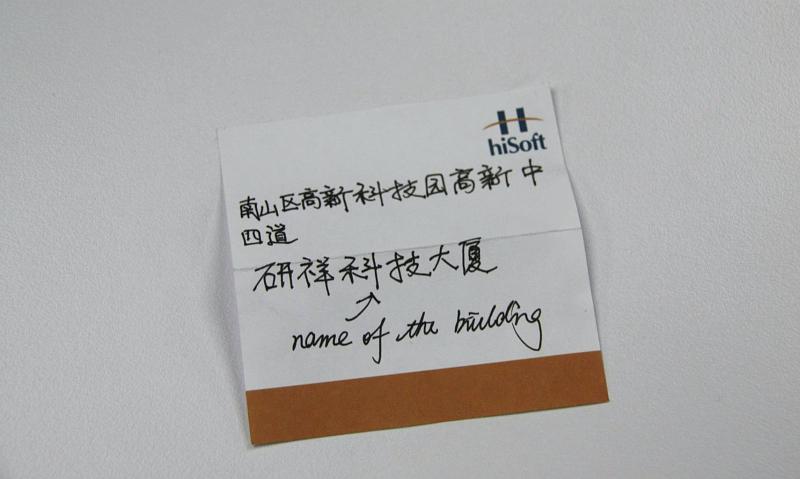 hiSoft
南山区高新科技园高新中
四道
研祥科技大厦
name of the building